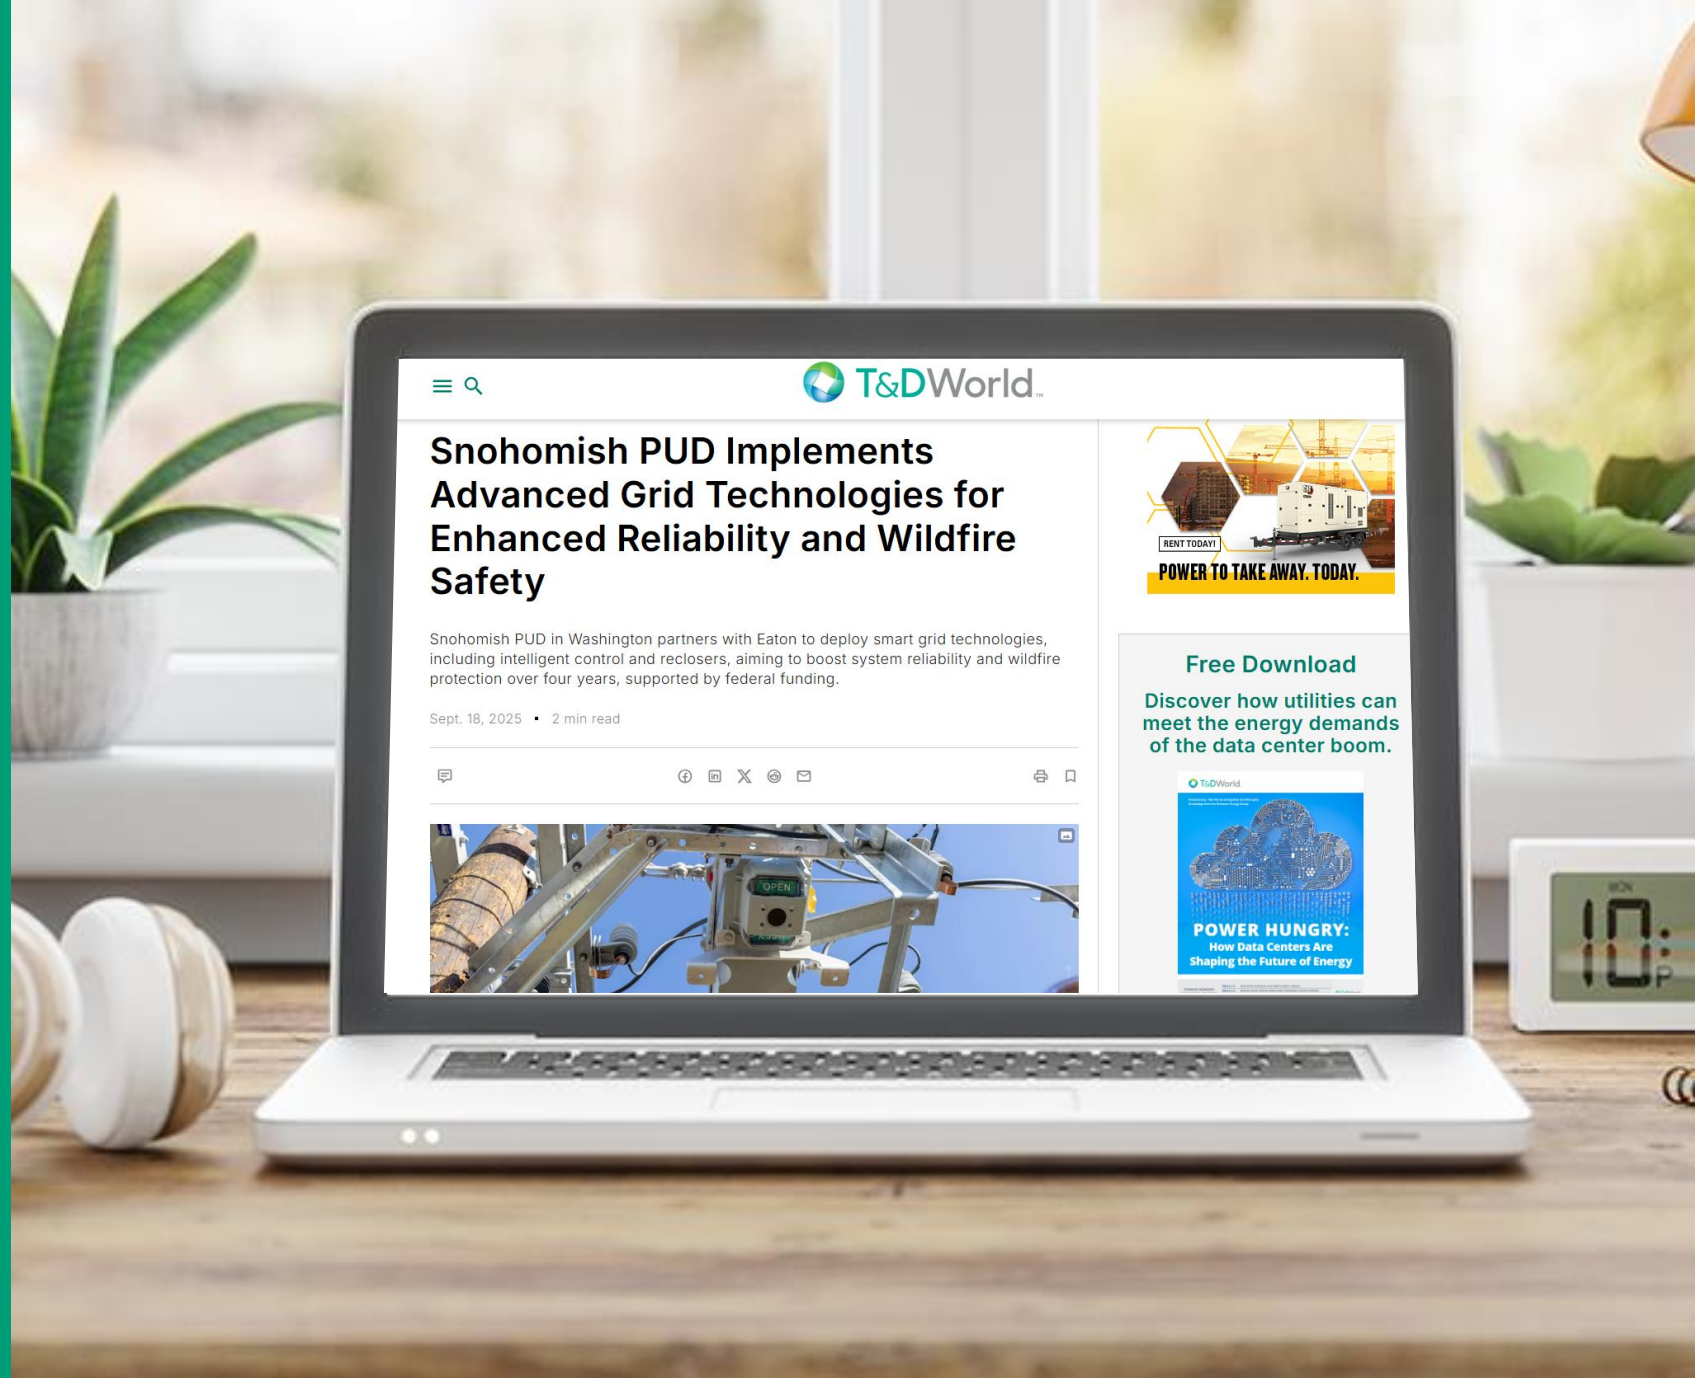 T&DWorld™
Snohomish PUD Implements
Advanced Grid Technologies for
Enhanced Reliability and Wildfire
Safety
Snohomish PUD in Washington partners with Eaton to deploy smart grid technologies,
including intelligent control and reclosers, aiming to boost system reliability and wildfire
protection over four years, supported by federal funding.
Sept. 18, 2025 ▪ 2 min read
OPEN
RENT TODAY!
POWER TO TAKE AWAY. TODAY.
Free Download
Discover how utilities can
meet the energy demands
of the data center boom.
T&DWorld
POWER HUNGRY:
How Data Centers Are
Shaping the Future of Energy
MON
10:
P